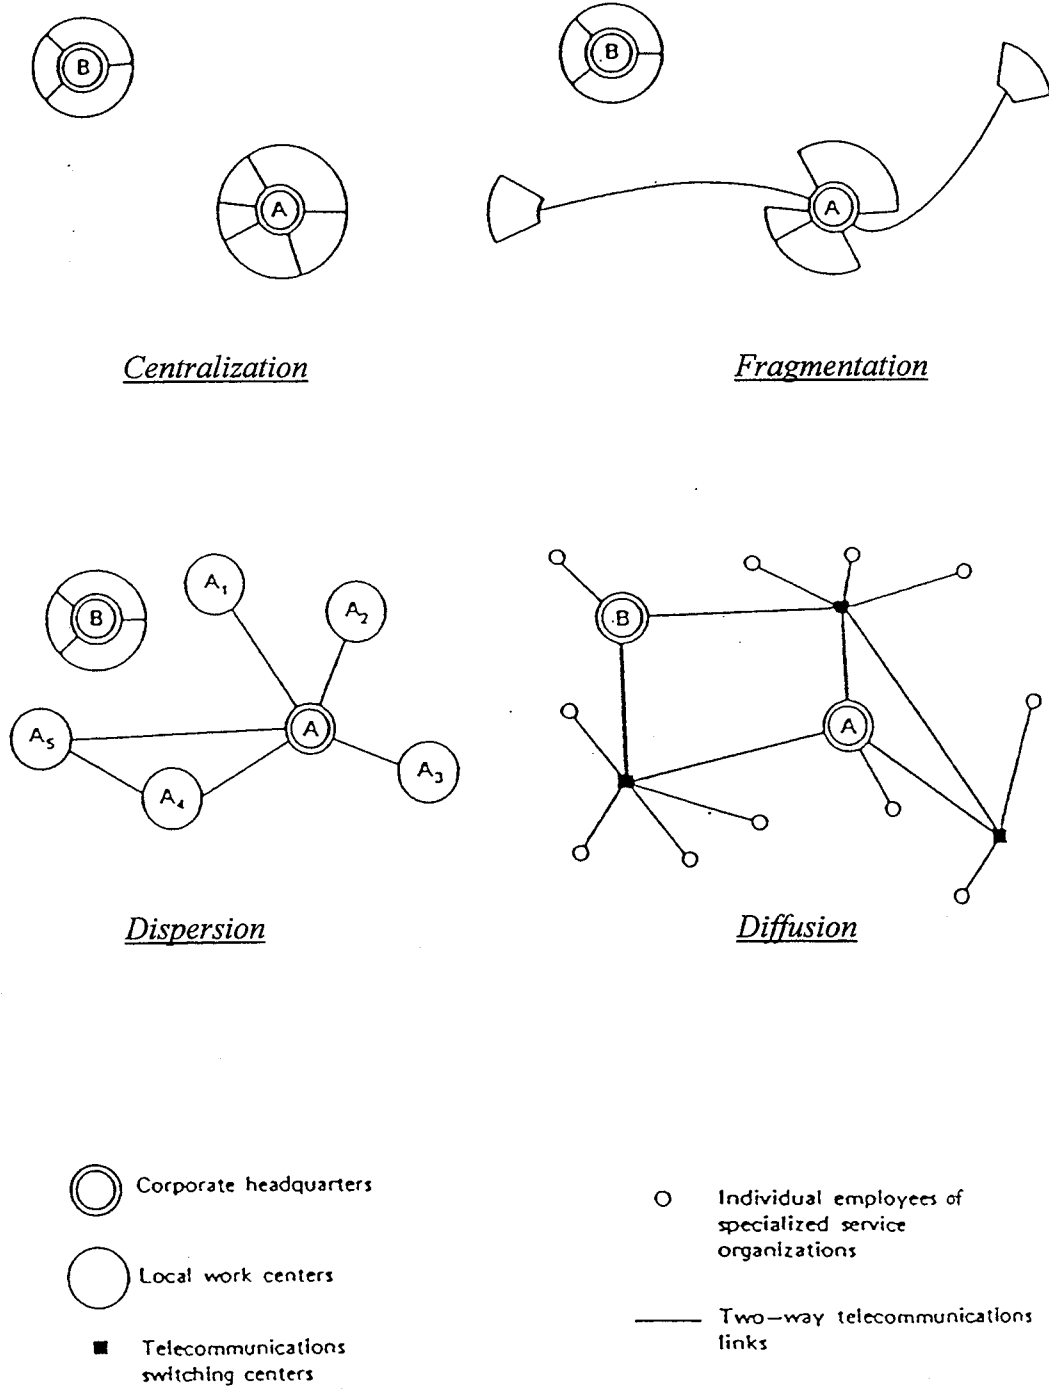 B
B
A
A
Centralization
Fragmentation
A₁
A₂
B
B
A
A
A₅
A₃
A₄
Dispersion
Diffusion
Corporate headquarters
Local work centers
Telecommunications
switching centers
Individual employees of
specialized service
organizations
Two-way telecommunications
links